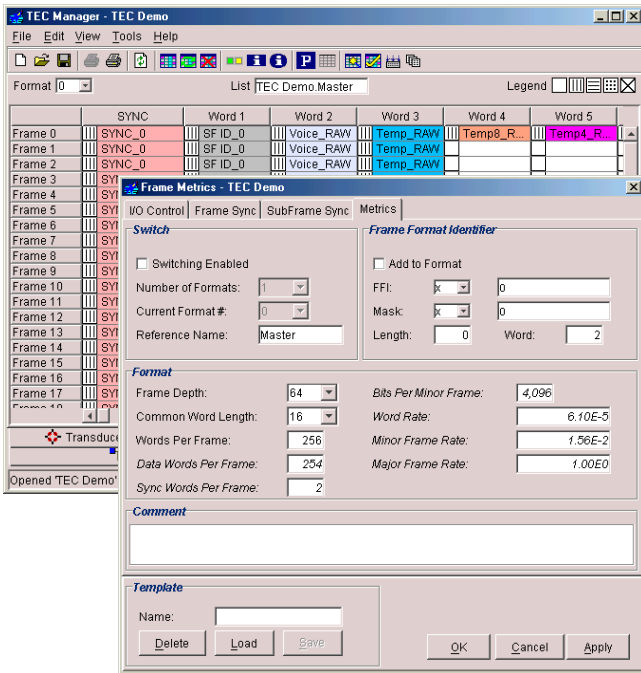 TEC Manager - TEC Demo
File Edit View Tools Help
Format 0 List TEC Demo.Master Legend
SYNC Word 1 Word 2 Word 3 Word 4 Word 5
Frame 0 SYNC_0 SF ID_0 Voice_RAW Temp_RAW Temp8_R... Temp4_R...
Frame 1 SYNC_0 SF ID_0 Voice_RAW Temp_RAW
Frame 2 SYNC_0 SF ID_0 Voice_RAW Temp_RAW
Frame 3
Frame 4
Frame 5
Frame 6
Frame 7
Frame 8
Frame 9
Frame 10
Frame 11
Frame 12
Frame 13
Frame 14
Frame 15
Frame 16
Frame 17
Opened 'TEC Demo'
Frame Metrics - TEC Demo
I/O Control Frame Sync SubFrame Sync Metrics
Switch
Switching Enabled
Number of Formats: 1
Current Format #: 0
Reference Name: Master
Frame Format Identifier
Add to Format
FFI: x 0
Mask: x 0
Length: 0 Word: 2
Format
Frame Depth: 64 Bits Per Minor Frame: 4,096
Common Word Length: 16 Word Rate: 6.10E-5
Words Per Frame: 256 Minor Frame Rate: 1.56E-2
Data Words Per Frame: 254 Major Frame Rate: 1.00E0
Sync Words Per Frame: 2
Comment
Template
Name:
Delete Load Save
OK Cancel Apply